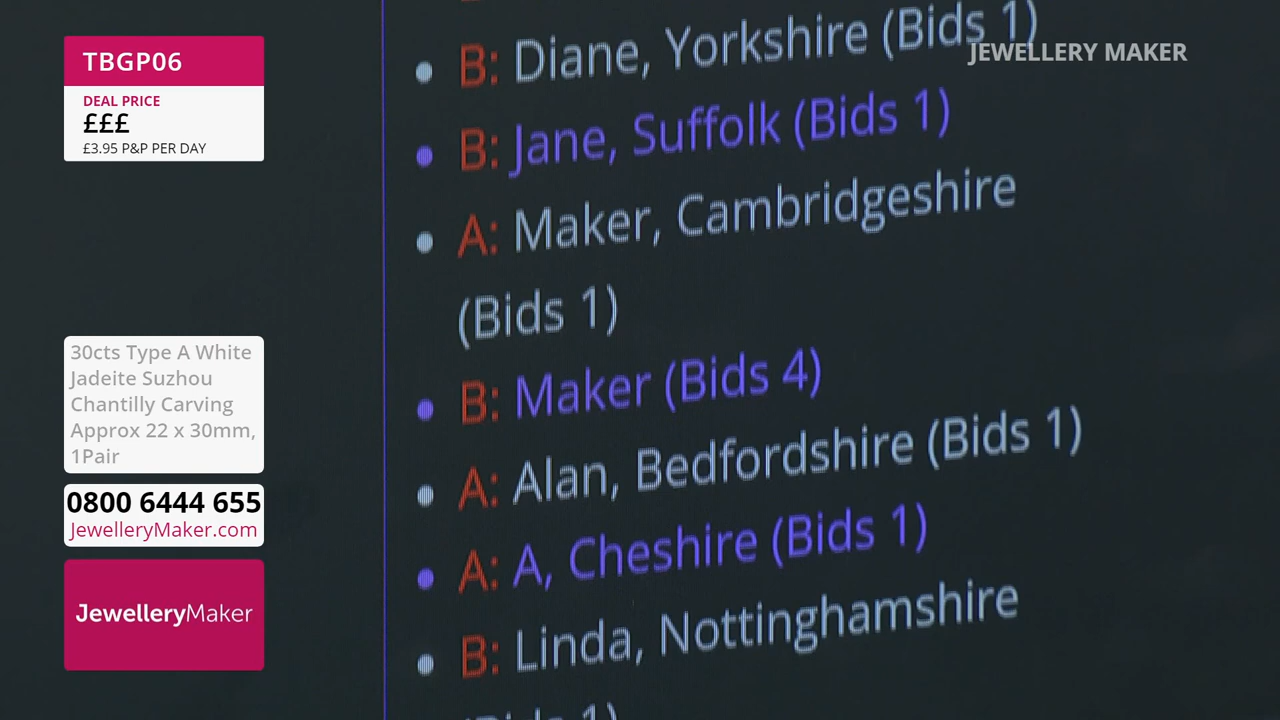 TBGP06
DEAL PRICE
£££
£3.95 P&P PER DAY
30cts Type A White
Jadeite Suzhou
Chantilly Carving
Approx 22 x 30mm,
1Pair
0800 6444 655
JewelleryMaker.com
JewelleryMaker
JEWELLERY MAKER
B: Diane, Yorkshire (Bids 1)
B: Jane, Suffolk (Bids 1)
A: Maker, Cambridgeshire
(Bids 1)
B: Maker (Bids 4)
A: Alan, Bedfordshire (Bids 1)
A: A, Cheshire (Bids 1)
B: Linda, Nottinghamshire
(Bids 1)